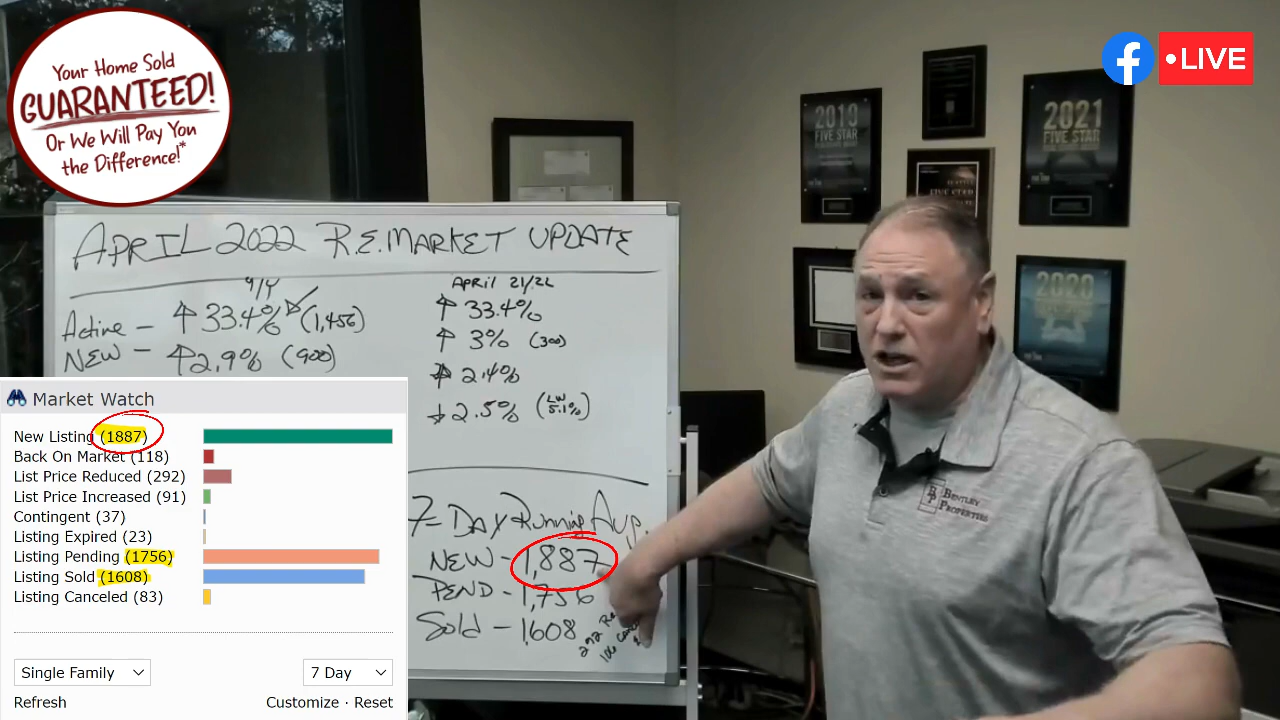 Your Home Sold
GUARANTEED!
Or We Will Pay You
the Difference!*
LIVE
2019
FIVE STAR
2021
FIVE STAR
2020
APRIL 2022 R.E. MARKET UPDATE
Y/Y
Active – ↑ 33.4% (1,456)
NEW – ↑ 2.9% (900)
APRIL 21/22
↑ 33.4%
↑ 3% (300)
2.4%
↓ 2.5% (LW 5.1%)
7-DAY Running Avg.
NEW – 1,887
PEND – 1,756
Sold – 1608
292
BP BENTLEY
PROPERTIES
Market Watch
New Listing (1887)
Back On Market (118)
List Price Reduced (292)
List Price Increased (91)
Contingent (37)
Listing Expired (23)
Listing Pending (1756)
Listing Sold (1608)
Listing Canceled (83)
Single Family 7 Day
Refresh Customize · Reset